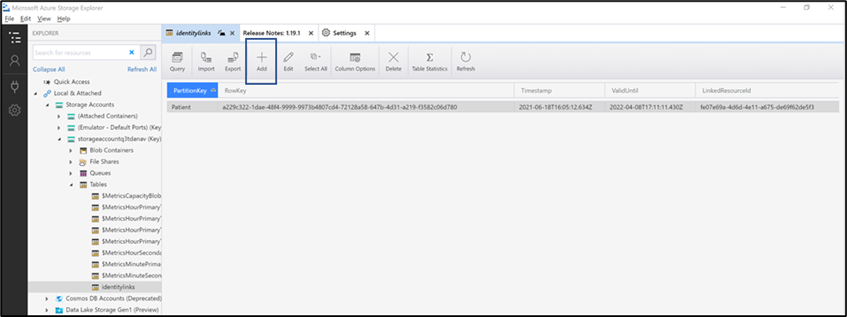 Microsoft Azure Storage Explorer
File Edit View Help
EXPLORER
identitylinks
Release Notes: 1.19.1
Settings
Search for resources
Collapse All
Refresh All
Query
Import
Export
Add
Edit
Select All
Column Options
Delete
Table Statistics
Refresh
Quick Access
Local & Attached
Storage Accounts
(Attached Containers)
(Emulator - Default Ports) (Key)
storageaccountq3tdanav (Key)
Blob Containers
File Shares
Queues
Tables
$MetricsCapacityBlob
$MetricsHourPrimary
$MetricsHourPrimary
$MetricsHourPrimary
$MetricsHourPrimary
$MetricsHourSeconda
$MetricsMinutePrima
$MetricsMinuteSecon
identitylinks
Cosmos DB Accounts (Deprecated)
Data Lake Storage Gen1 (Preview)
PartitionKey RowKey Timestamp ValidUntil LinkedResourceId
Patient a229c322-1dae-48f4-9999-9973b4807cd4-72128a58-647b-4d31-a219-f3582c06d780 2021-06-18T16:05:12.634Z 2022-04-08T17:11:11.430Z fe07e69a-4d6d-4e11-a675-de69f62de5f3